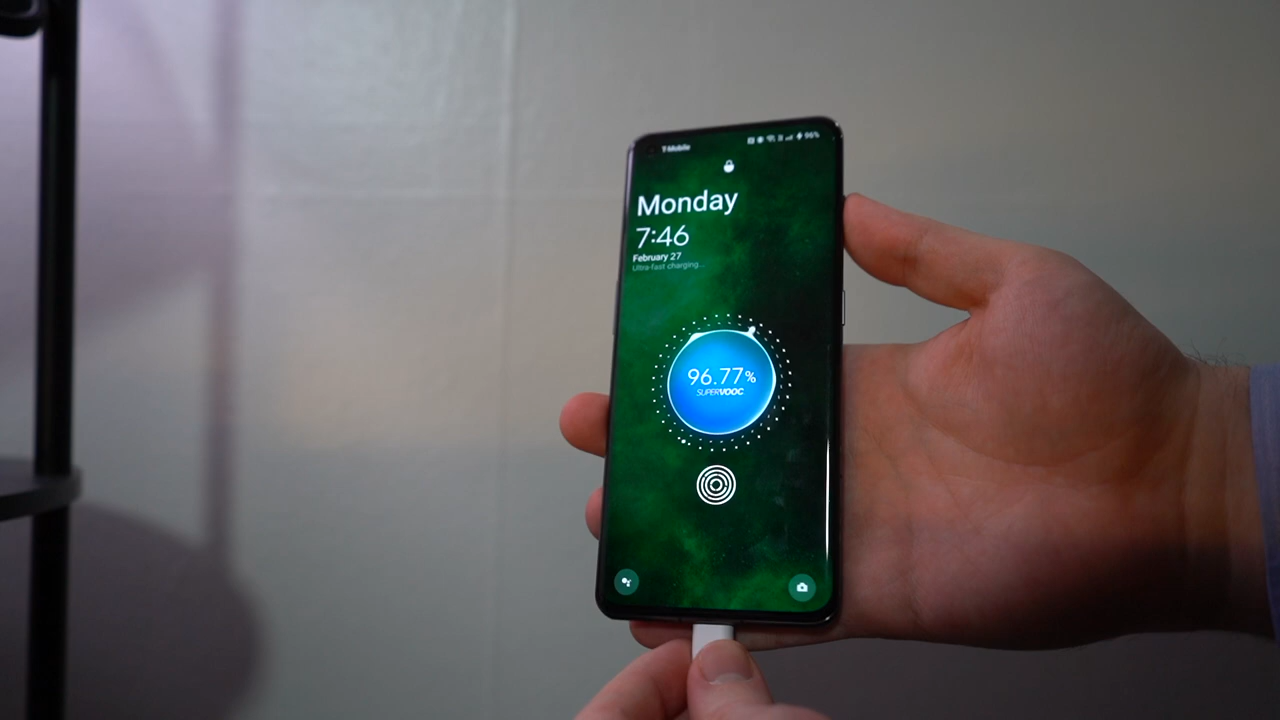 T-Mobile 96%
Monday
7:46
February 27
Ultra-fast charging...
96.77%
SUPERVOOC